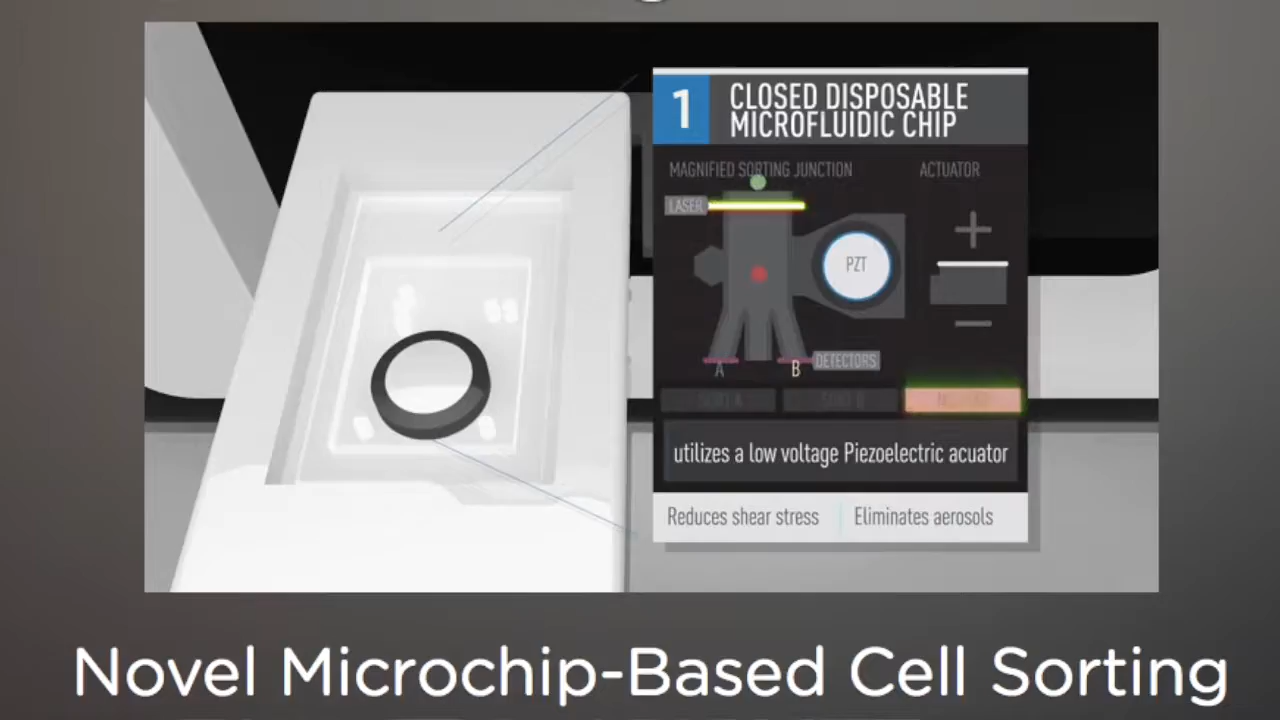 1
CLOSED DISPOSABLE
MICROFLUIDIC CHIP
MAGNIFIED SORTING JUNCTION
ACTUATOR
LASER
PZT
+
−
A
B
DETECTORS
utilizes a low voltage Piezoelectric acuator
Reduces shear stress
Eliminates aerosols
Novel Microchip-Based Cell Sorting